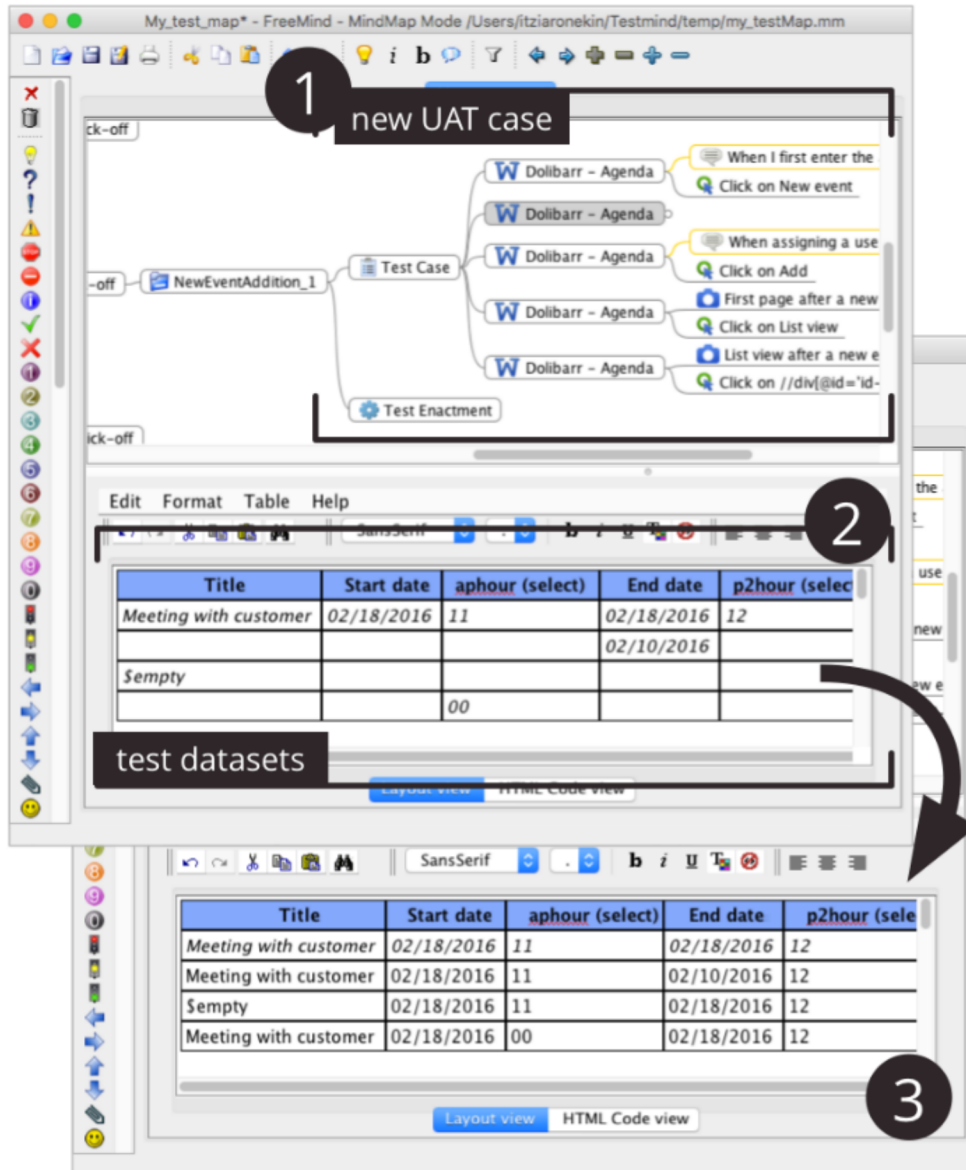 My_test_map* - FreeMind - MindMap Mode /Users/itziaronekin/Testmind/temp/my_testMap.mm
i b
1
new UAT case
ck-off
Dolibarr - Agenda
When I first enter the
Click on New event
Dolibarr - Agenda
When assigning a use
-off
NewEventAddition_1
Test Case
Dolibarr - Agenda
Click on Add
First page after a new
Dolibarr - Agenda
Click on List view
List view after a new e
Dolibarr - Agenda
Click on //div[@id='id-
Test Enactment
ick-off
the
use
new
ew e
Edit Format Table Help
2
SansSerif . b i U
Title Start date aphour (select) End date p2hour (selec
Meeting with customer 02/18/2016 11 02/18/2016 12
02/10/2016
$empty
00
test datasets
Layout view HTML Code view
SansSerif . b i U
Title Start date aphour (select) End date p2hour (sele
Meeting with customer 02/18/2016 11 02/18/2016 12
Meeting with customer 02/18/2016 11 02/10/2016 12
$empty 02/18/2016 11 02/18/2016 12
Meeting with customer 02/18/2016 00 02/18/2016 12
3
Layout view HTML Code view